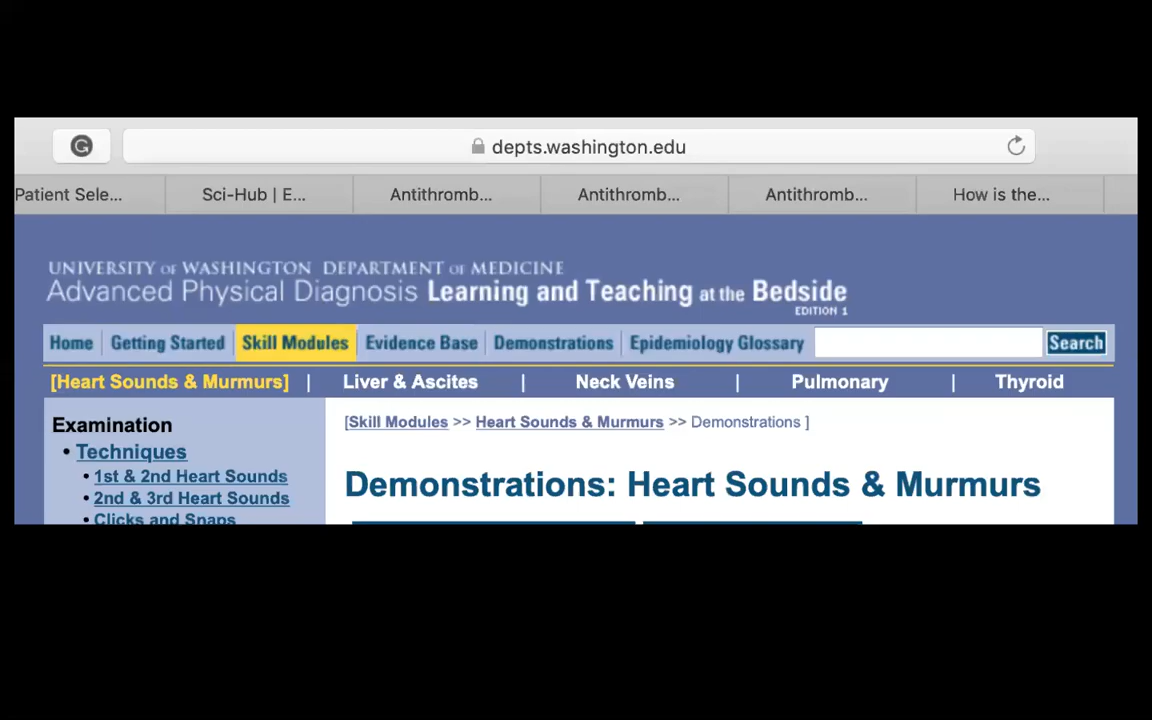 depts.washington.edu
Patient Sele... Sci-Hub | E... Antithromb... Antithromb... Antithromb... How is the...
UNIVERSITY OF WASHINGTON DEPARTMENT OF MEDICINE
Advanced Physical Diagnosis Learning and Teaching at the Bedside
EDITION 1
Home Getting Started Skill Modules Evidence Base Demonstrations Epidemiology Glossary Search
[Heart Sounds & Murmurs] | Liver & Ascites | Neck Veins | Pulmonary | Thyroid
Examination
• Techniques
• 1st & 2nd Heart Sounds
• 2nd & 3rd Heart Sounds
• Clicks and Snaps
[Skill Modules >> Heart Sounds & Murmurs >> Demonstrations ]
Demonstrations: Heart Sounds & Murmurs